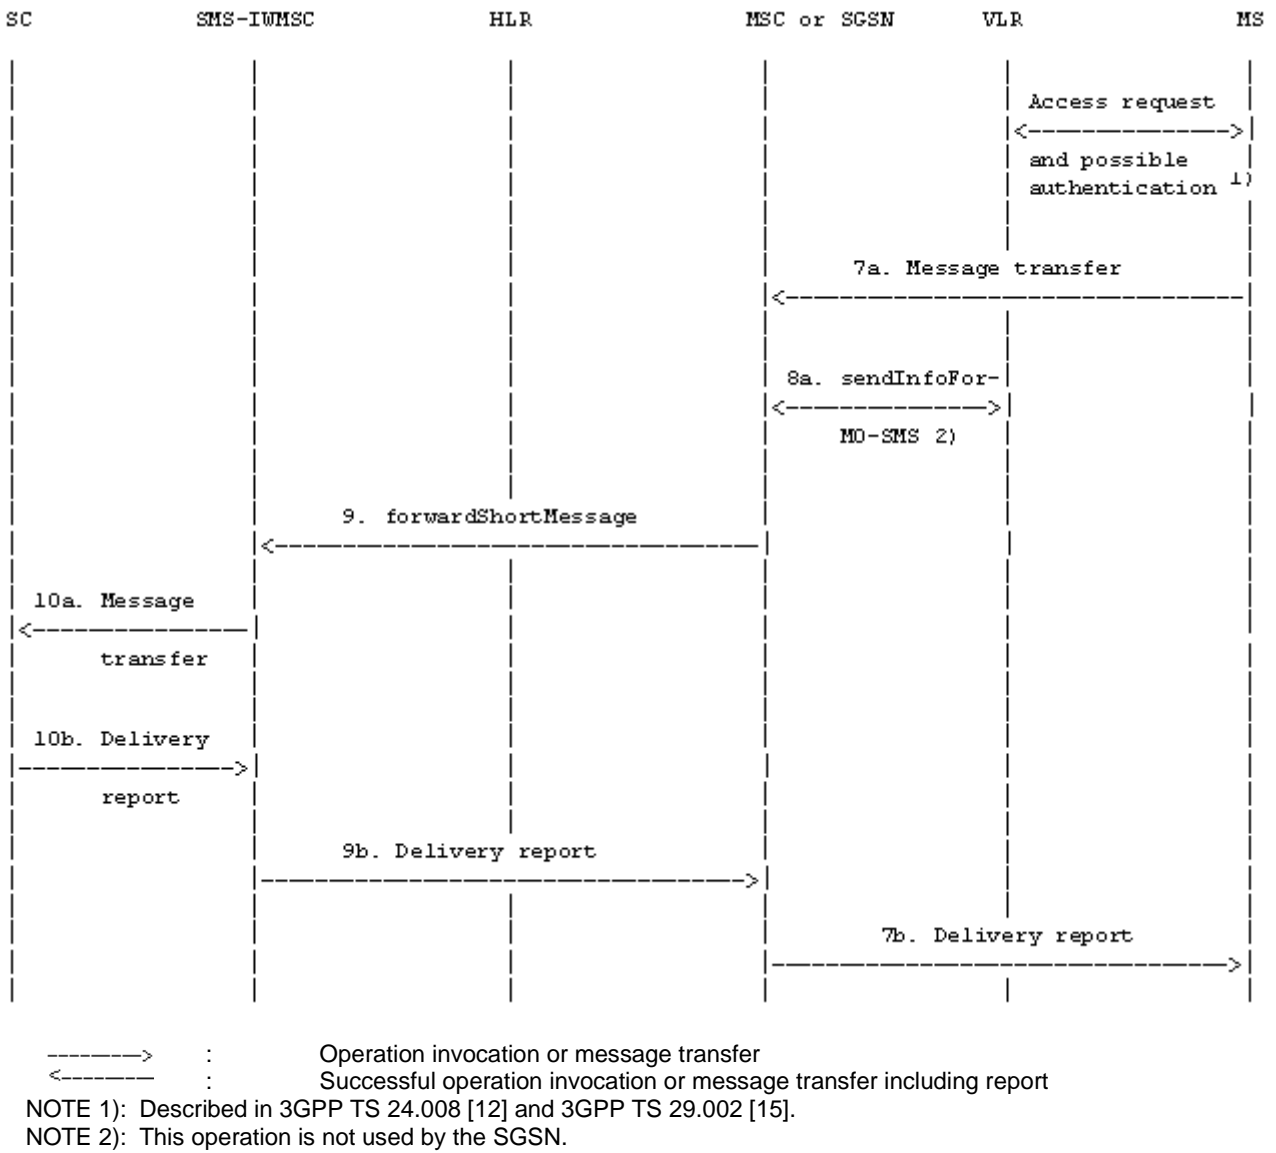 SC SMS-IWMSC HLR MSC or SGSN VLR MS
Access request
and possible
authentication 1)
7a. Message transfer
8a. sendInfoFor-
MO-SMS 2)
9. forwardShortMessage
10a. Message
transfer
10b. Delivery
report
9b. Delivery report
7b. Delivery report
: Operation invocation or message transfer
: Successful operation invocation or message transfer including report
NOTE 1): Described in 3GPP TS 24.008 [12] and 3GPP TS 29.002 [15].
NOTE 2): This operation is not used by the SGSN.